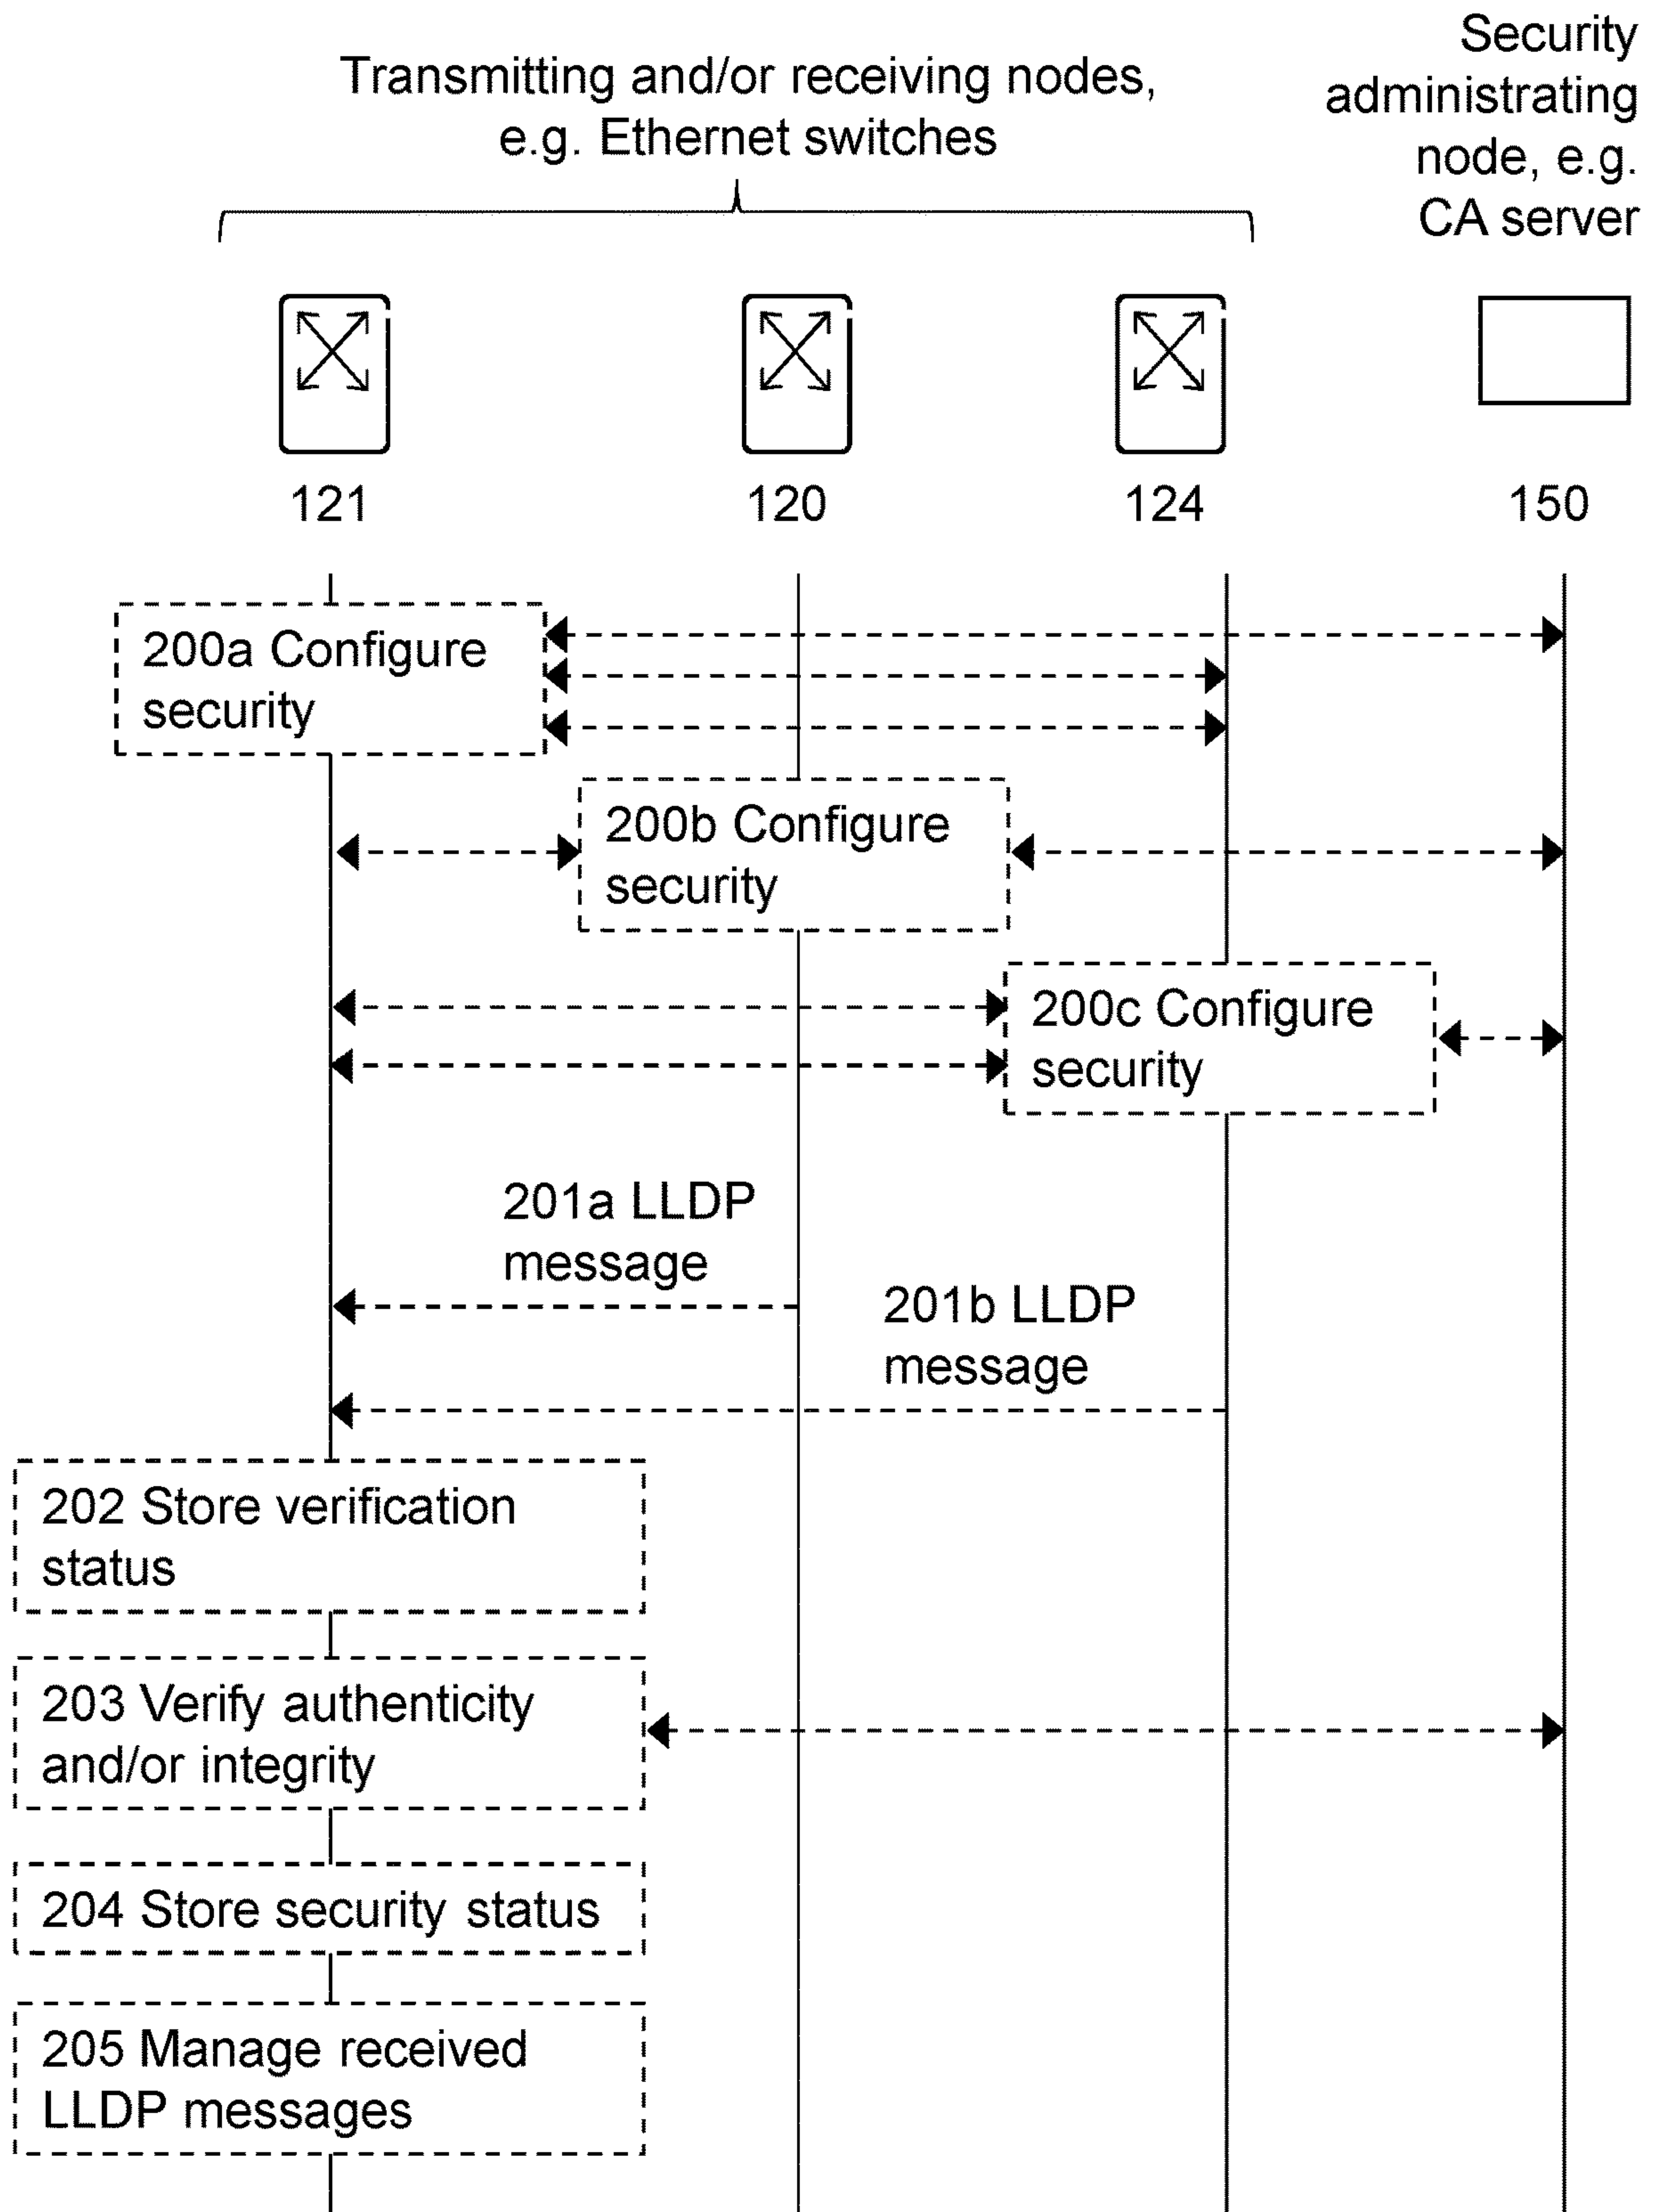 Transmitting and/or receiving nodes,
e.g. Ethernet switches
Security
administrating
node, e.g.
CA server
121
120
124
150
200a Configure
security
200b Configure
security
200c Configure
security
201a LLDP
message
201b LLDP
message
202 Store verification
status
203 Verify authenticity
and/or integrity
204 Store security status
205 Manage received
LLDP messages